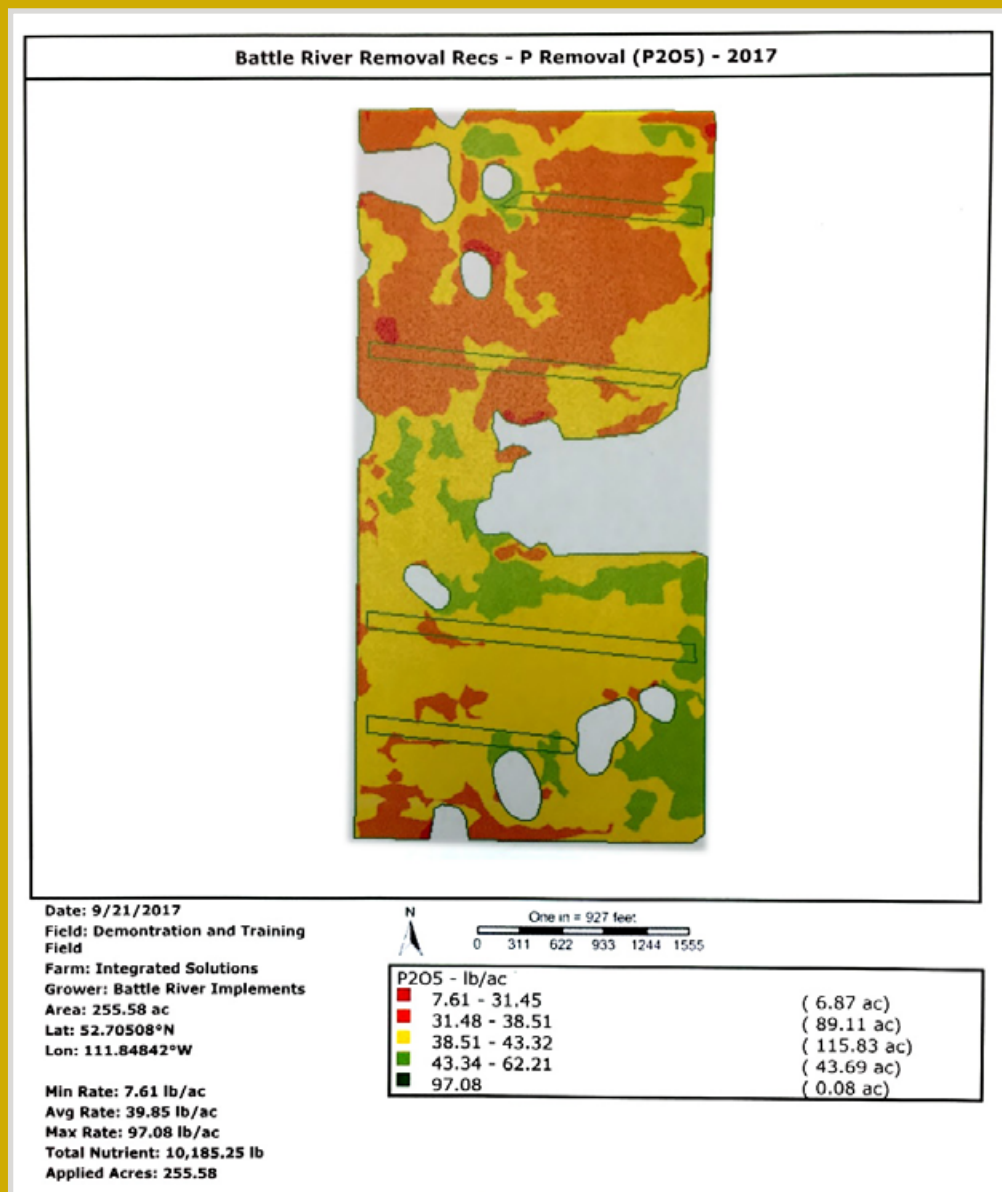 Battle River Removal Recs - P Removal (P2O5) - 2017
Date: 9/21/2017
Field: Demontration and Training
Field
Farm: Integrated Solutions
Grower: Battle River Implements
Area: 255.58 ac
Lat: 52.70508°N
Lon: 111.84842°W
Min Rate: 7.61 lb/ac
Avg Rate: 39.85 lb/ac
Max Rate: 97.08 lb/ac
Total Nutrient: 10,185.25 lb
Applied Acres: 255.58
N
One in = 927 feet
0 311 622 933 1244 1555
P2O5 - lb/ac
7.61 - 31.45 ( 6.87 ac)
31.48 - 38.51 ( 89.11 ac)
38.51 - 43.32 ( 115.83 ac)
43.34 - 62.21 ( 43.69 ac)
97.08 ( 0.08 ac)